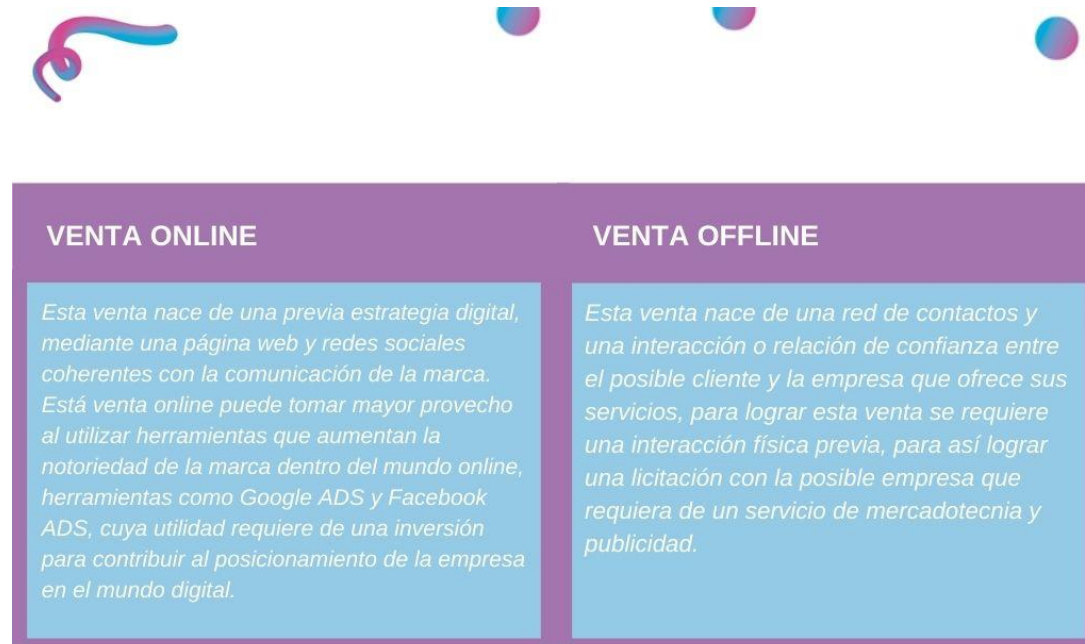 VENTA ONLINE
Esta venta nace de una previa estrategia digital,
mediante una página web y redes sociales
coherentes con la comunicación de la marca.
Está venta online puede tomar mayor provecho
al utilizar herramientas que aumentan la
notoriedad de la marca dentro del mundo online,
herramientas como Google ADS y Facebook
ADS, cuya utilidad requiere de una inversión
para contribuir al posicionamiento de la empresa
en el mundo digital.
VENTA OFFLINE
Esta venta nace de una red de contactos y
una interacción o relación de confianza entre
el posible cliente y la empresa que ofrece sus
servicios, para lograr esta venta se requiere
una interacción física previa, para así lograr
una licitación con la posible empresa que
requiera de un servicio de mercadotecnia y
publicidad.